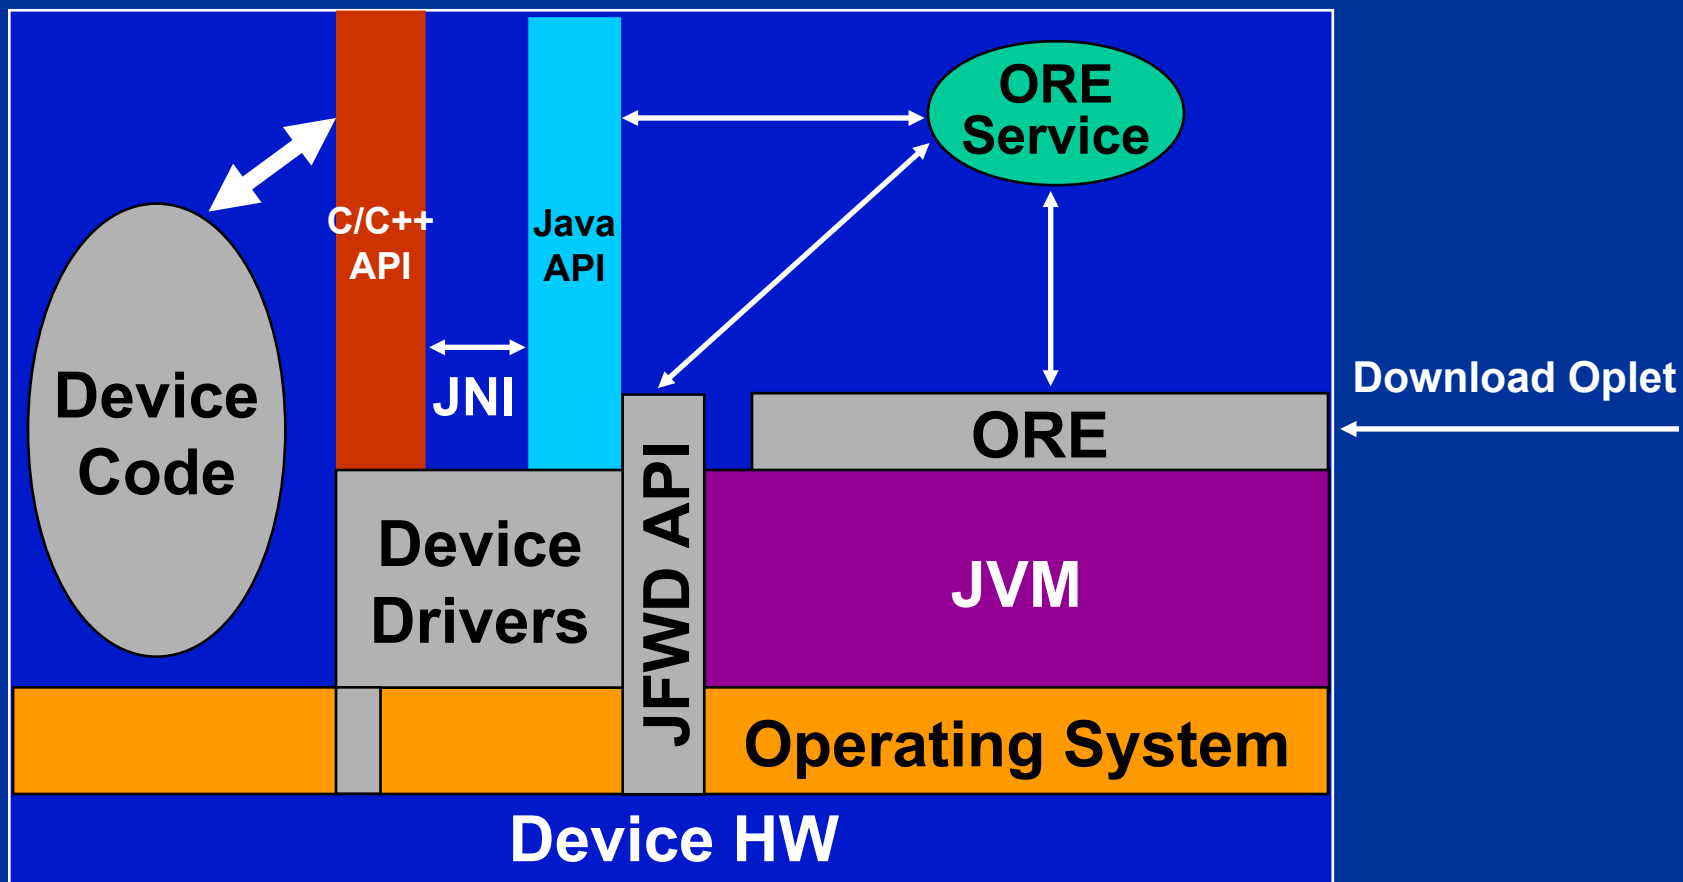 ORE
Service
C/C++
API
Java
API
Device
Code
JNI
Download Oplet
ORE
JFWD API
Device
Drivers
JVM
Operating System
Device HW